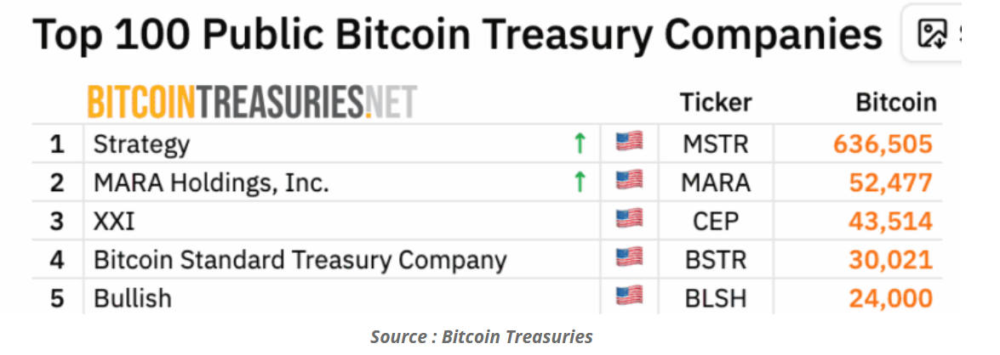 Top 100 Public Bitcoin Treasury Companies
BITCOINTREASURIES.NET Ticker Bitcoin
1 Strategy ↑ MSTR 636,505
2 MARA Holdings, Inc. ↑ MARA 52,477
3 XXI CEP 43,514
4 Bitcoin Standard Treasury Company BSTR 30,021
5 Bullish BLSH 24,000
Source : Bitcoin Treasuries